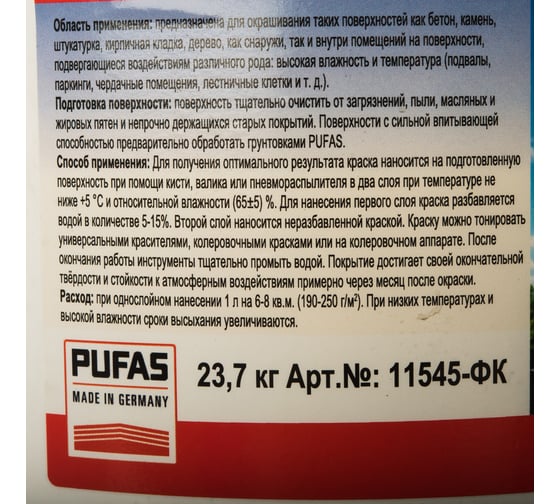 Область применения: предназначена для окрашивания таких поверхностей как бетон, камень,
штукатурка, кирпичная кладка, дерево, как снаружи, так и внутри помещений на поверхности,
подвергающиеся воздействиям различного рода: высокая влажность и температура (подвалы,
паркинги, чердачные помещения, лестничные клетки и т. д.).
Подготовка поверхности: поверхность тщательно очистить от загрязнений, пыли, масляных и
жировых пятен и непрочно держащихся старых покрытий. Поверхности с сильной впитывающей
способностью предварительно обработать грунтовками PUFAS.
Способ применения: Для получения оптимального результата краска наносится на подготовленную
поверхность при помощи кисти, валика или пневмораспылителя в два слоя при температуре не
ниже +5 °С и относительной влажности (65±5) %. Для нанесения первого слоя краска разбавляется
водой в количестве 5-15%. Второй слой наносится неразбавленной краской. Краску можно тонировать
универсальными красителями, колеровочными красками или на колеровочном аппарате. После
окончания работы инструменты тщательно промыть водой. Покрытие достигает своей окончательной
твёрдости и стойкости к атмосферным воздействиям примерно через месяц после окраски.
Расход: при однослойном нанесении 1 л на 6-8 кв.м. (190-250 г/м²). При низких температурах и
высокой влажности сроки высыхания увеличиваются.
PUFAS
MADE IN GERMANY
23,7 кг Арт.№: 11545-ФК